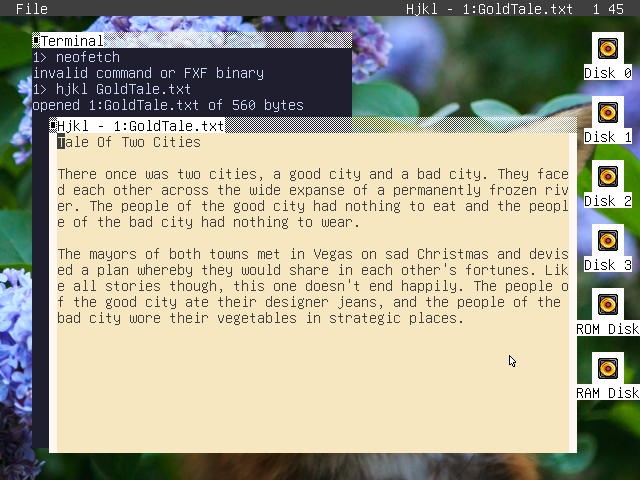 File
Hjkl - 1:GoldTale.txt 1 45
Terminal
1> neofetch
invalid command or FXF binary
1> hjkl GoldTale.txt
opened 1:GoldTale.txt of 560 bytes
Hjkl - 1:GoldTale.txt
Tale Of Two Cities
There once was two cities, a good city and a bad city. They face
d each other across the wide expanse of a permanently frozen riv
er. The people of the good city had nothing to eat and the peopl
e of the bad city had nothing to wear.
The mayors of both towns met in Vegas on sad Christmas and devis
ed a plan whereby they would share in each other's fortunes. Lik
e all stories though, this one doesn't end happily. The people o
f the good city ate their designer jeans, and the people of the
bad city wore their vegetables in strategic places.
Disk 0
Disk 1
Disk 2
Disk 3
ROM Disk
RAM Disk